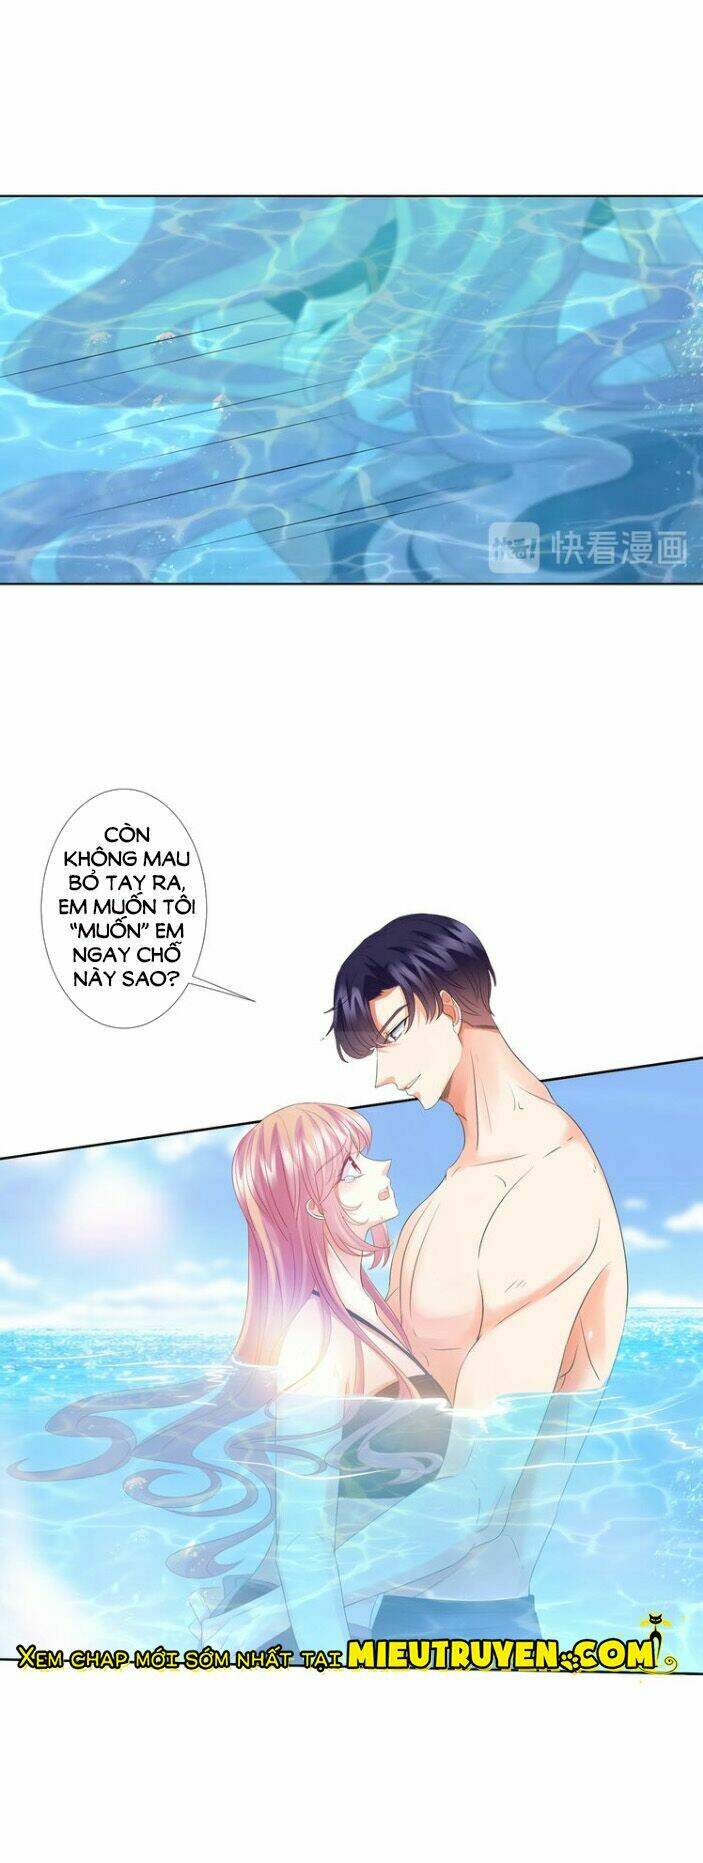 快看漫画
CÒN
KHÔNG MAU
BỎ TAY RA,
EM MUỐN TÔI
"MUỐN" EM
NGAY CHỖ
NÀY SAO?
XEM CHAP MỚI SỚM NHẤT TẠI MIEUTRUYEN.COM